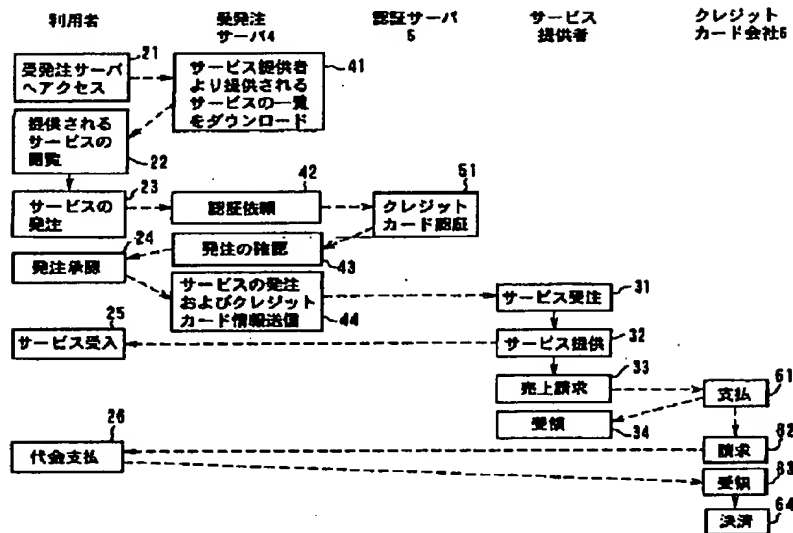 利用者
受発注
サーバ4
認証サーバ
5
サービス
提供者
クレジット
カード会社6
21
受発注サーバ
へアクセス
41
サービス提供者
より提供される
サービスの一覧
をダウンロード
提供される
サービスの
閲覧
22
23
サービスの
発注
42
認証依頼
51
クレジット
カード認証
24
発注承認
発注の確認
43
サービスの発注
およびクレジット
カード情報送信
44
サービス受注
31
25
サービス受入
サービス提供
32
売上請求
33
支払
61
受領
34
26
代金支払
請求
62
受領
63
決済
64